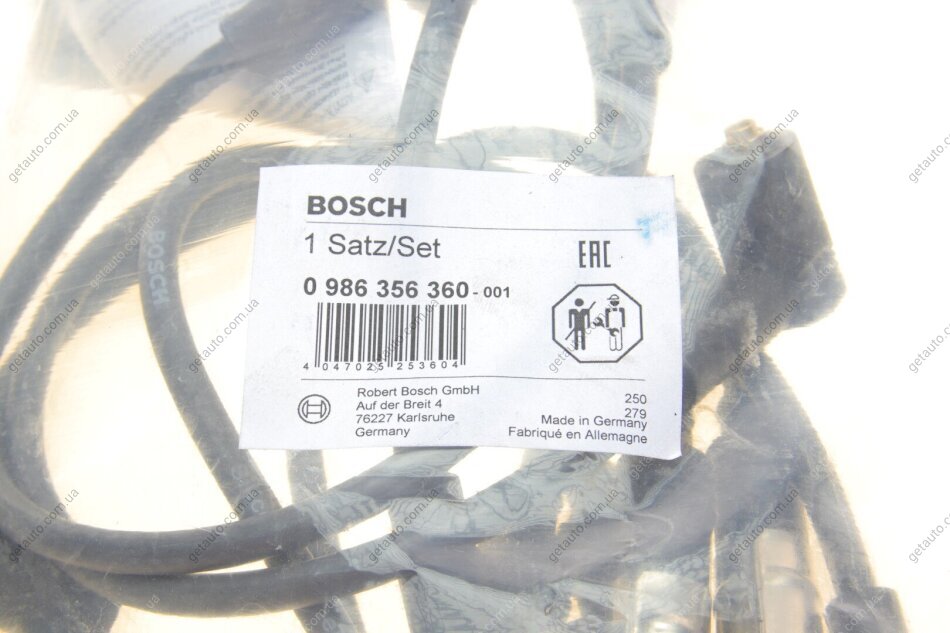 BOSCH
1 Satz/Set
EAC
0 986 356 360 - 001
4 047025 253604
Robert Bosch GmbH
Auf der Breit 4
76227 Karlsruhe
Germany
250
279
Made in Germany
Fabriqué en Allemagne
BOSCH
getauto.com.ua